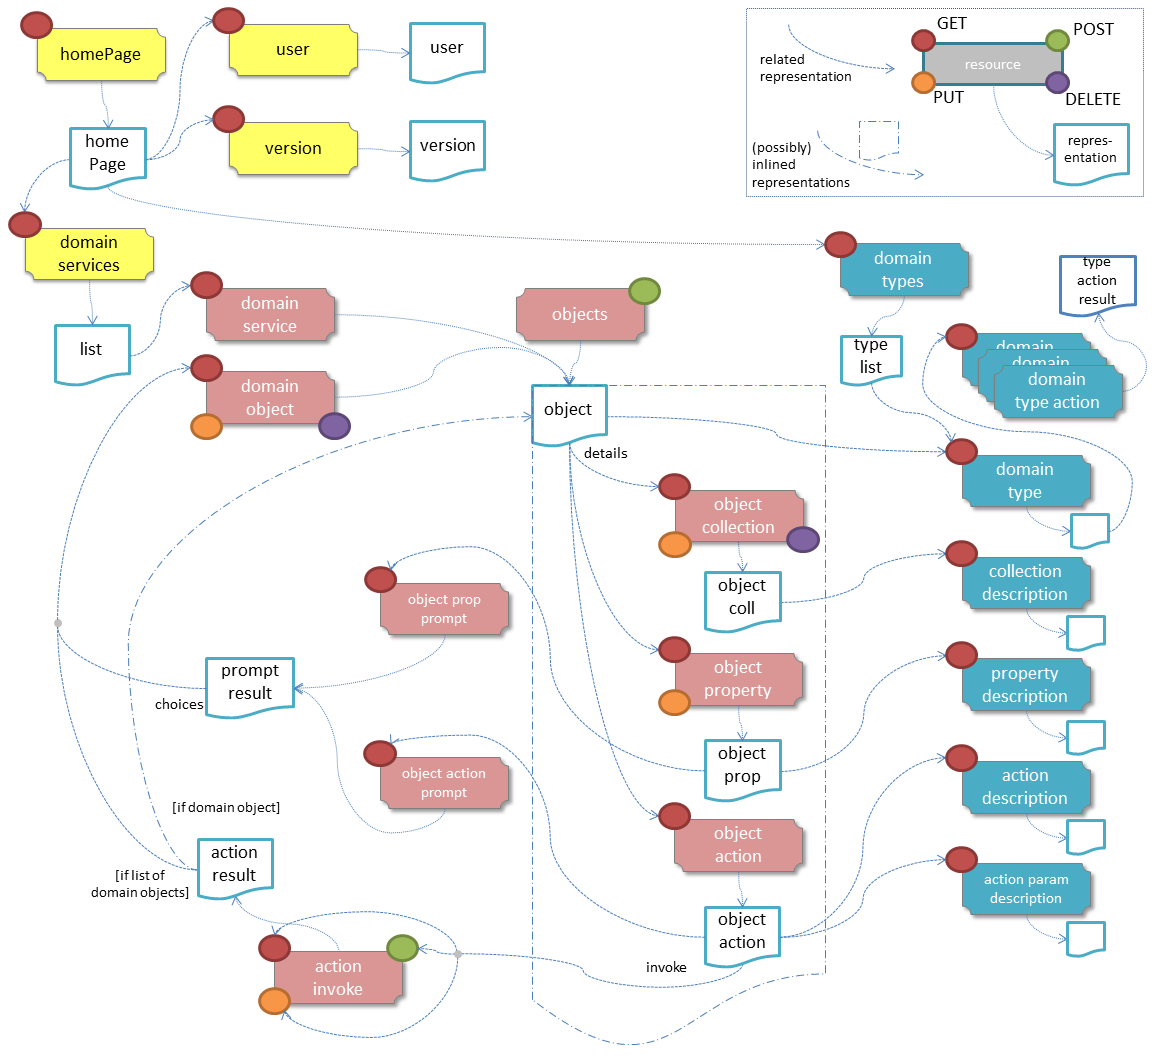 homePage
user
user
home
Page
version
version
GET
POST
related
representation
resource
PUT
DELETE
(possibly)
inlined
representations
repres-
entation
domain
services
domain
types
type
action
result
list
domain
service
objects
type
list
domain
domain
domain
type action
domain
object
object
details
domain
type
object
collection
collection
description
object
coll
object prop
prompt
object
property
property
description
prompt
result
choices
object
prop
object action
prompt
action
description
[if domain object]
object
action
action
result
[if list of
domain objects]
action param
description
object
action
invoke
action
invoke